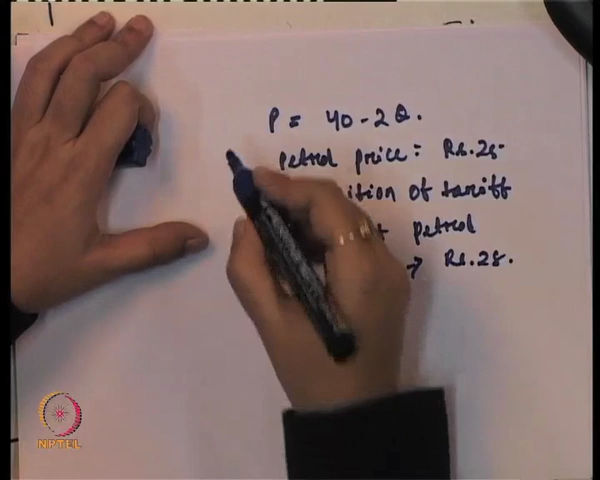 P = 40 - 2Q.
Petrol price = Rs.25
ition of tariff
petrol
→ Rs.28.
NPTEL